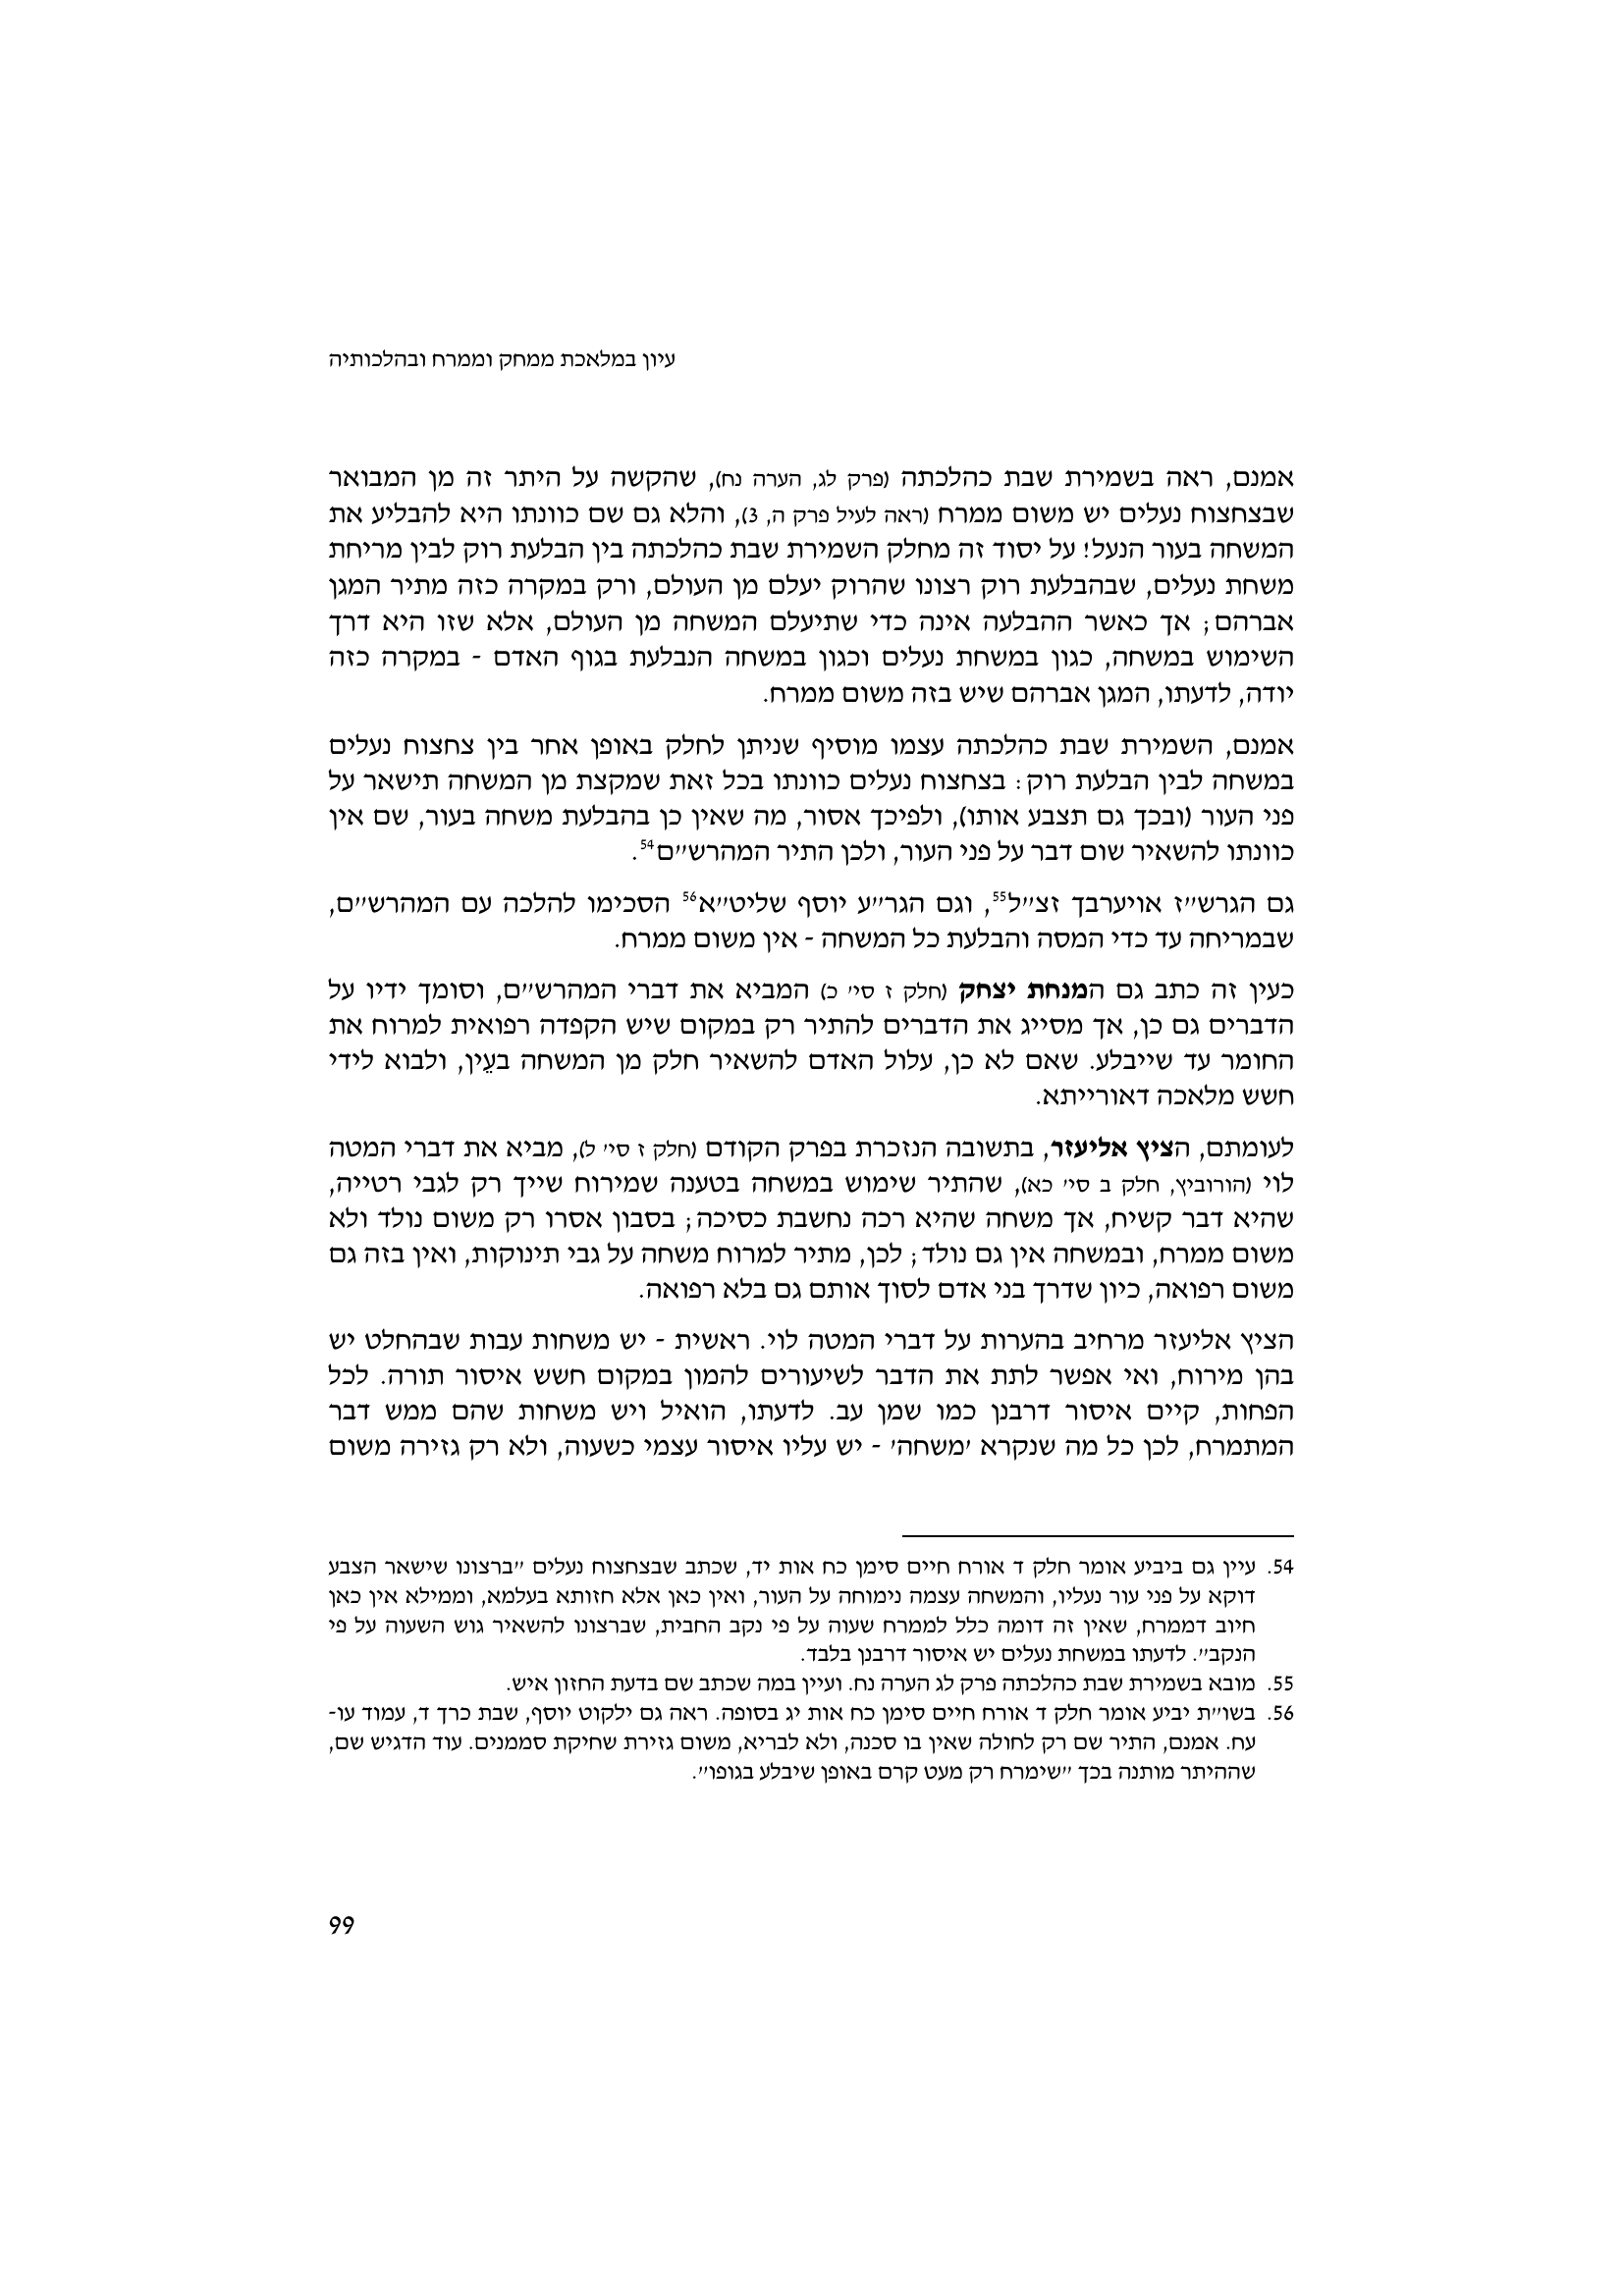 עיון במלאכת ממחק וממרח ובהלכותיה
אמנם, ראה בשמירת שבת כהלכתה (פרק לג, הערה נח), שהקשה על היתר זה מן המבואר
שבצחצוח נעלים יש משום ממרח (ראה לעיל פרק ה, 3), והלא גם שם כוונתו היא להבליע את
המשחה בעור הנעל! על יסוד זה מחלק השמירת שבת כהלכתה בין הבלעת רוק לבין מריחת
משחת נעלים, שבהבלעת רוק רצונו שהרוק יעלם מן העולם, ורק במקרה כזה מתיר המגן
אברהם; אך כאשר ההבלעה אינה כדי שתיעלם המשחה מן העולם, אלא שזו היא דרך
השימוש במשחה, כגון במשחת נעלים וכגון במשחה הנבלעת בגוף האדם - במקרה כזה
יודה, לדעתו, המגן אברהם שיש בזה משום ממרח.
אמנם, השמירת שבת כהלכתה עצמו מוסיף שניתן לחלק באופן אחר בין צחצוח נעלים
במשחה לבין הבלעת רוק: בצחצוח נעלים כוונתו בכל זאת שמקצת מן המשחה תישאר על
פני העור (ובכך גם תצבע אותו), ולפיכך אסור, מה שאין כן בהבלעת משחה בעור, שם אין
כוונתו להשאיר שום דבר על פני העור, ולכן התיר המהרש״ם54.
גם הגרש״ז אויערבך זצ״ל55, וגם הגר״ע יוסף שליט״א56 הסכימו להלכה עם המהרש״ם,
שבמריחה עד כדי המסה והבלעת כל המשחה - אין משום ממרח.
כעין זה כתב גם המנחת יצחק (חלק ז סי׳ כ) המביא את דברי המהרש״ם, וסומך ידיו על
הדברים גם כן, אך מסייג את הדברים להתיר רק במקום שיש הקפדה רפואית למרוח את
החומר עד שייבלע. שאם לא כן, עלול האדם להשאיר חלק מן המשחה בעֵין, ולבוא לידי
חשש מלאכה דאורייתא.
לעומתם, הציץ אליעזר, בתשובה הנזכרת בפרק הקודם (חלק ז סי׳ ל), מביא את דברי המטה
לוי (הורוביץ, חלק ב סי׳ כא), שהתיר שימוש במשחה בטענה שמירוח שייך רק לגבי רטייה,
שהיא דבר קשיח, אך משחה שהיא רכה נחשבת כסיכה; בסבון אסרו רק משום נולד ולא
משום ממרח, ובמשחה אין גם נולד; לכן, מתיר למרוח משחה על גבי תינוקות, ואין בזה גם
משום רפואה, כיון שדרך בני אדם לסוך אותם גם בלא רפואה.
הציץ אליעזר מרחיב בהערות על דברי המטה לוי. ראשית - יש משחות עבות שבהחלט יש
בהן מירוח, ואי אפשר לתת את הדבר לשיעורים להמון במקום חשש איסור תורה. לכל
הפחות, קיים איסור דרבנן כמו שמן עב. לדעתו, הואיל ויש משחות שהם ממש דבר
המתמרח, לכן כל מה שנקרא ׳משחה׳ - יש עליו איסור עצמי כשעוה, ולא רק גזירה משום
54. עיין גם ביביע אומר חלק ד אורח חיים סימן כח אות יד, שכתב שבצחצוח נעלים ״ברצונו שישאר הצבע
דוקא על פני עור נעליו, והמשחה עצמה נימוחה על העור, ואין כאן אלא חזותא בעלמא, וממילא אין כאן
חיוב דממרח, שאין זה דומה כלל לממרח שעוה על פי נקב החבית, שברצונו להשאיר גוש השעוה על פי
הנקב״. לדעתו במשחת נעלים יש איסור דרבנן בלבד.
55. מובא בשמירת שבת כהלכתה פרק לג הערה נח. ועיין במה שכתב שם בדעת החזון איש.
56. בשו״ת יביע אומר חלק ד אורח חיים סימן כח אות יג בסופה. ראה גם ילקוט יוסף, שבת כרך ד, עמוד עו-
עח. אמנם, התיר שם רק לחולה שאין בו סכנה, ולא לבריא, משום גזירת שחיקת סממנים. עוד הדגיש שם,
שההיתר מותנה בכך ״שימרח רק מעט קרם באופן שיבלע בגופו״.
99